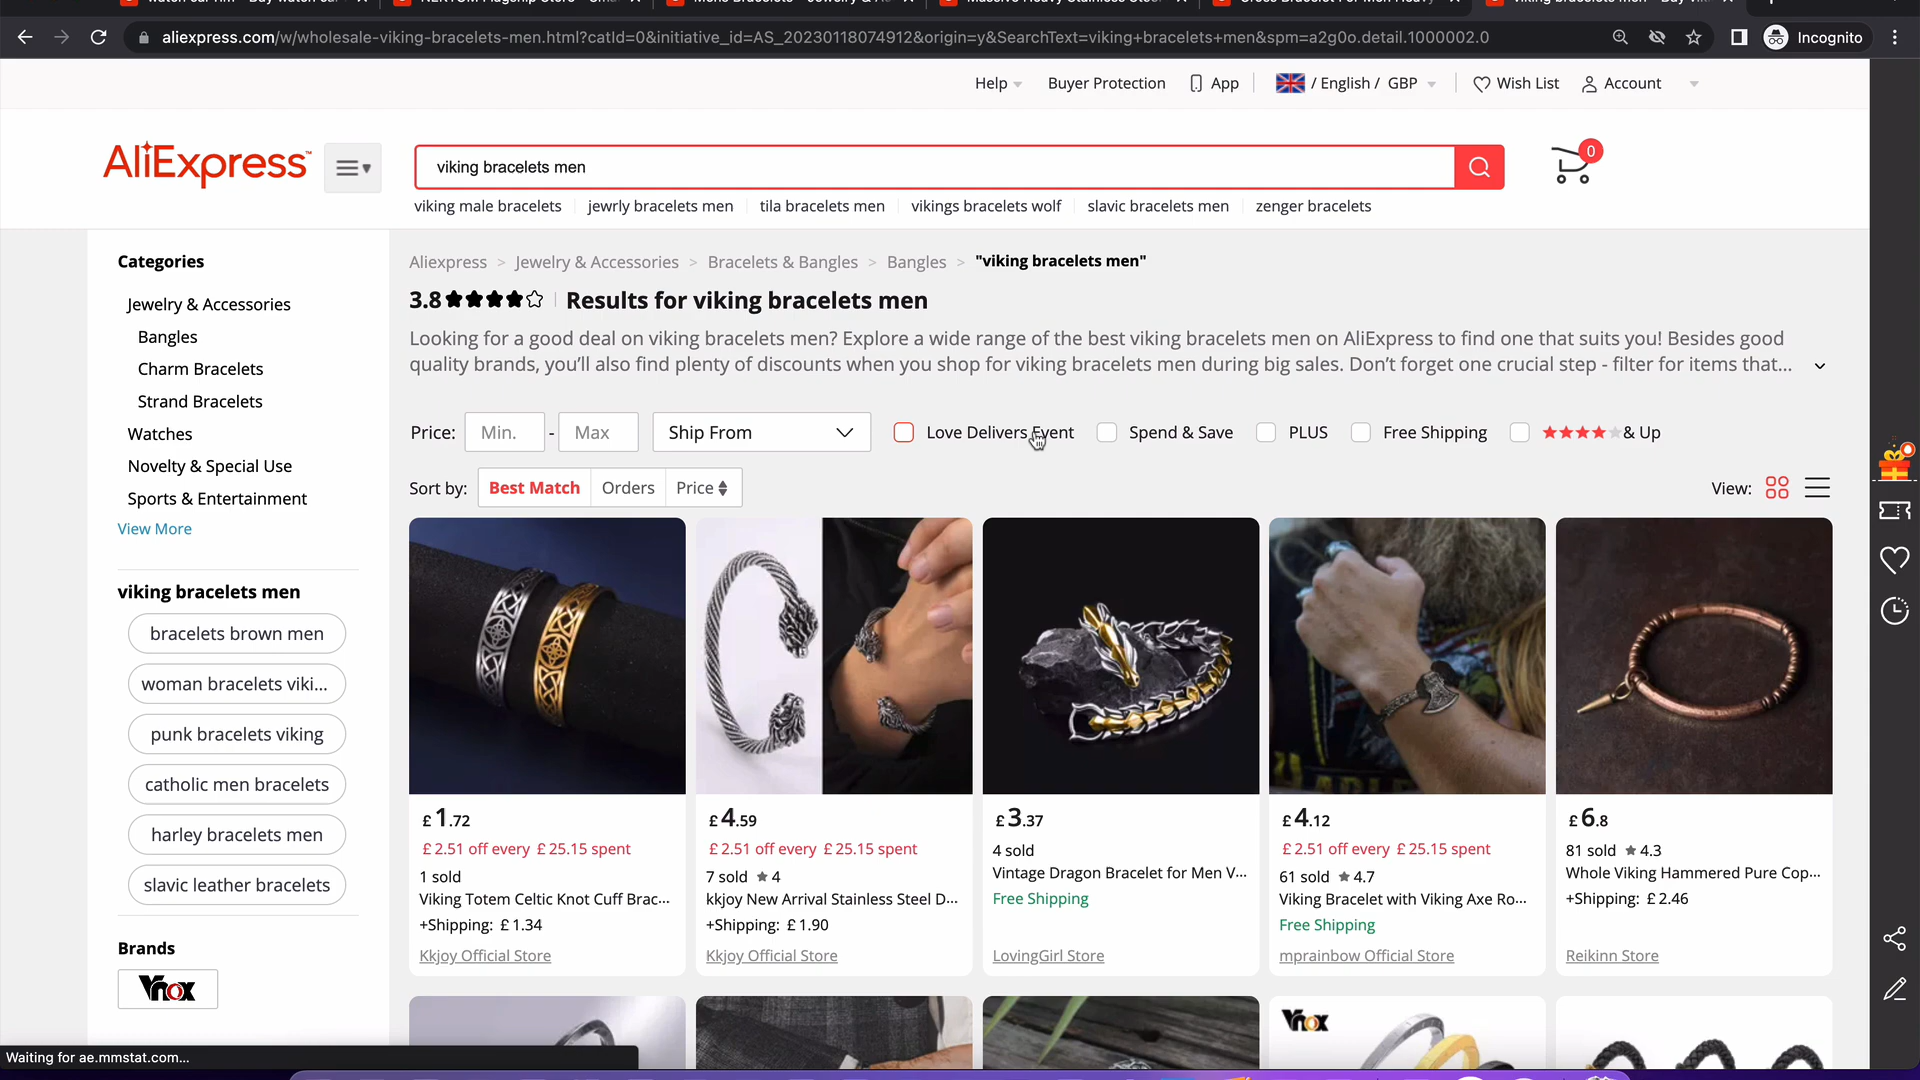 aliexpress.com/w/wholesale-viking-bracelets-men.html?catId=0&initiative_id=AS_20230118074912&origin=y&SearchText=viking+bracelets+men&spm=a2g0o.detail.1000002.0
Incognito
Help
Buyer Protection
App
/ English / GBP
Wish List
Account
AliExpress™
viking bracelets men
0
viking male bracelets
jewrly bracelets men
tila bracelets men
vikings bracelets wolf
slavic bracelets men
zenger bracelets
Categories
Jewelry & Accessories
Bangles
Charm Bracelets
Strand Bracelets
Watches
Novelty & Special Use
Sports & Entertainment
View More
viking bracelets men
bracelets brown men
woman bracelets viki...
punk bracelets viking
catholic men bracelets
harley bracelets men
slavic leather bracelets
Brands
Vnox
Aliexpress > Jewelry & Accessories > Bracelets & Bangles > Bangles > "viking bracelets men"
3.8 Results for viking bracelets men
Looking for a good deal on viking bracelets men? Explore a wide range of the best viking bracelets men on AliExpress to find one that suits you! Besides good
quality brands, you'll also find plenty of discounts when you shop for viking bracelets men during big sales. Don't forget one crucial step - filter for items that...
Price: Min. - Max
Ship From
Love Delivers Event
Spend & Save
PLUS
Free Shipping
& Up
Sort by: Best Match Orders Price
View:
£ 1.72
£ 2.51 off every £ 25.15 spent
1 sold
Viking Totem Celtic Knot Cuff Brac...
+Shipping: £ 1.34
Kkjoy Official Store
£ 4.59
£ 2.51 off every £ 25.15 spent
7 sold ★ 4
kkjoy New Arrival Stainless Steel D...
+Shipping: £ 1.90
Kkjoy Official Store
£ 3.37
4 sold
Vintage Dragon Bracelet for Men V...
Free Shipping
LovingGirl Store
£ 4.12
£ 2.51 off every £ 25.15 spent
61 sold ★ 4.7
Viking Bracelet with Viking Axe Ro...
Free Shipping
mprainbow Official Store
£ 6.8
81 sold ★ 4.3
Whole Viking Hammered Pure Cop...
+Shipping: £ 2.46
Reikinn Store
Vnox
Waiting for ae.mmstat.com...